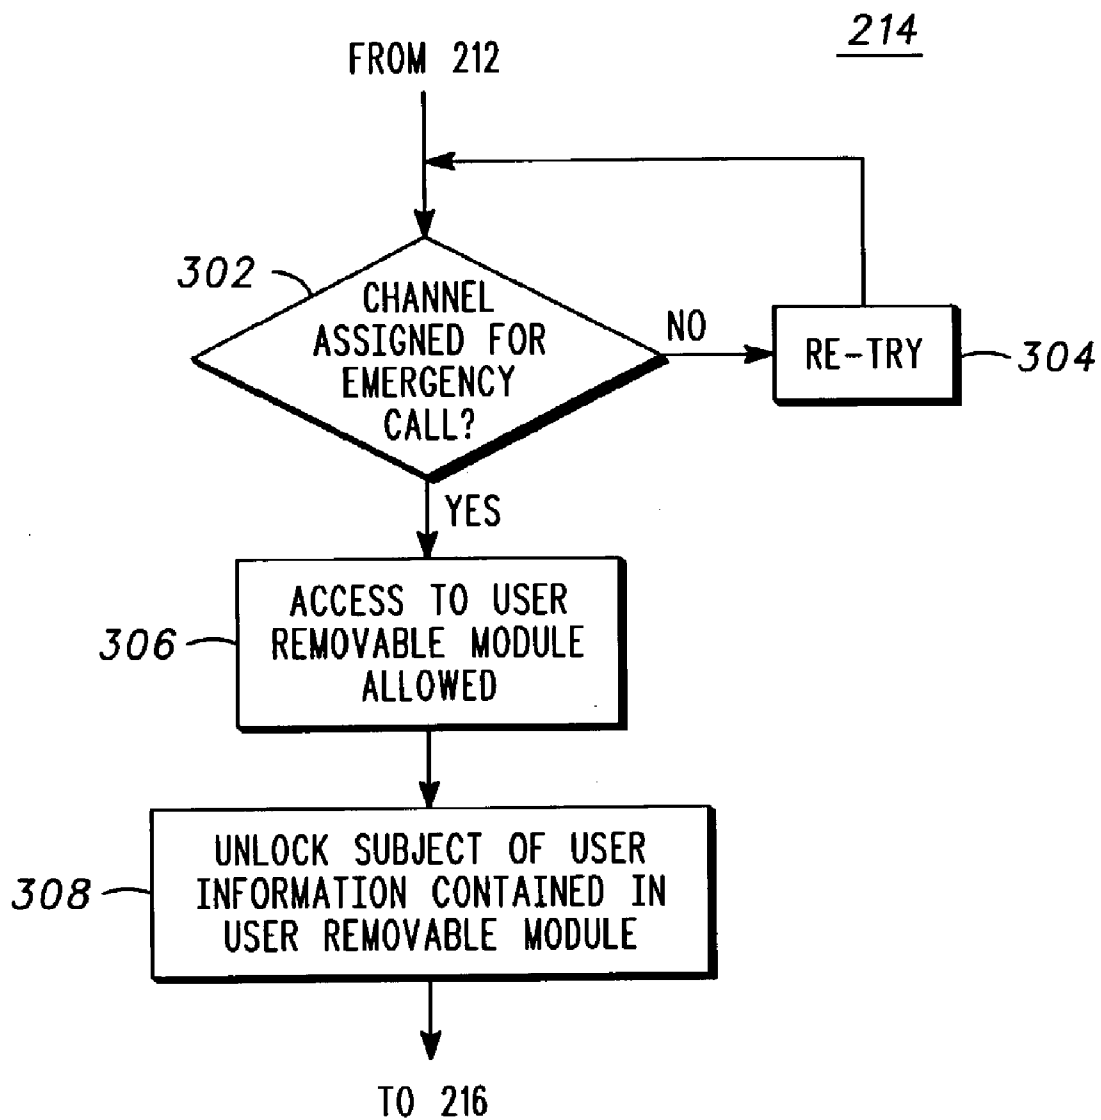 214
FROM 212
302
CHANNEL
ASSIGNED FOR
EMERGENCY
CALL?
NO
RE-TRY
304
YES
306
ACCESS TO USER
REMOVABLE MODULE
ALLOWED
308
UNLOCK SUBJECT OF USER
INFORMATION CONTAINED IN
USER REMOVABLE MODULE
TO 216